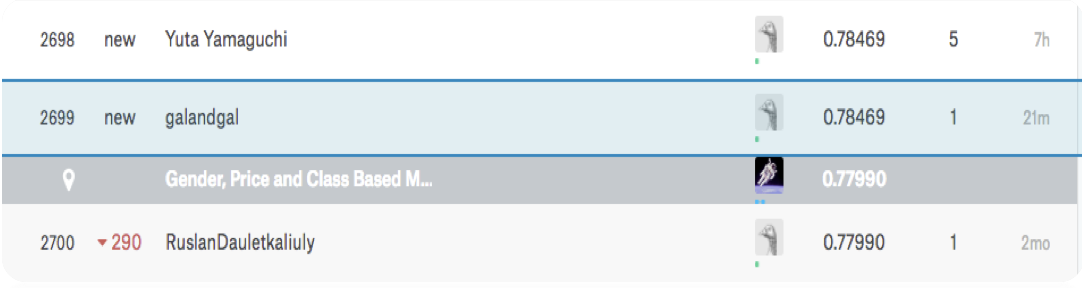 2698 new Yuta Yamaguchi 0.78469 5 7h
2699 new galandgal 0.78469 1 21m
Gender, Price and Class Based M... 0.77990
2700 290 RuslanDauletkaliuly 0.77990 1 2mo